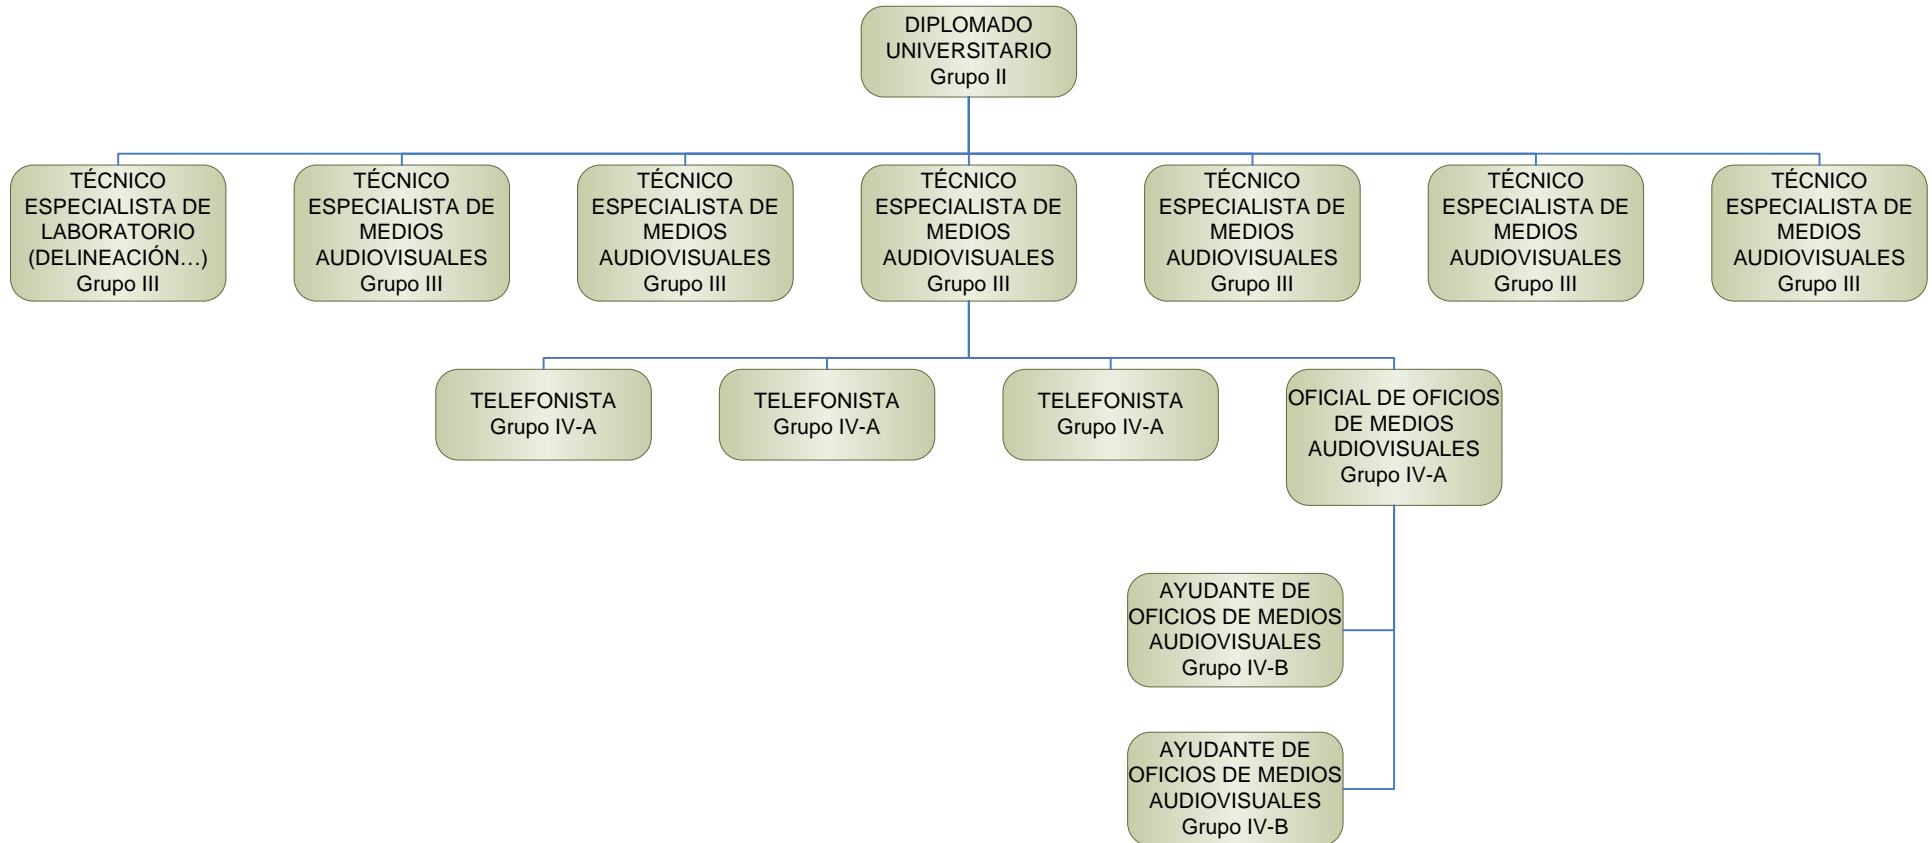 DIPLOMADO
UNIVERSITARIO
Grupo II
TÉCNICO
ESPECIALISTA DE
LABORATORIO
(DELINEACIÓN…)
Grupo III
TÉCNICO
ESPECIALISTA DE
MEDIOS
AUDIOVISUALES
Grupo III
TÉCNICO
ESPECIALISTA DE
MEDIOS
AUDIOVISUALES
Grupo III
TÉCNICO
ESPECIALISTA DE
MEDIOS
AUDIOVISUALES
Grupo III
TÉCNICO
ESPECIALISTA DE
MEDIOS
AUDIOVISUALES
Grupo III
TÉCNICO
ESPECIALISTA DE
MEDIOS
AUDIOVISUALES
Grupo III
TÉCNICO
ESPECIALISTA DE
MEDIOS
AUDIOVISUALES
Grupo III
TELEFONISTA
Grupo IV-A
TELEFONISTA
Grupo IV-A
TELEFONISTA
Grupo IV-A
OFICIAL DE OFICIOS
DE MEDIOS
AUDIOVISUALES
Grupo IV-A
AYUDANTE DE
OFICIOS DE MEDIOS
AUDIOVISUALES
Grupo IV-B
AYUDANTE DE
OFICIOS DE MEDIOS
AUDIOVISUALES
Grupo IV-B